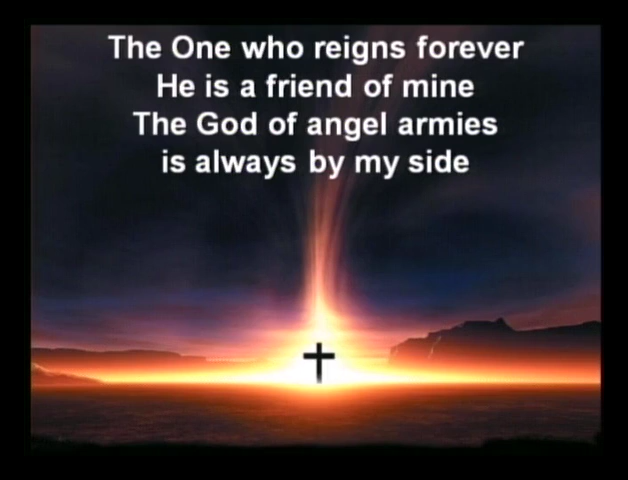 The One who reigns forever
He is a friend of mine
The God of angel armies
is always by my side